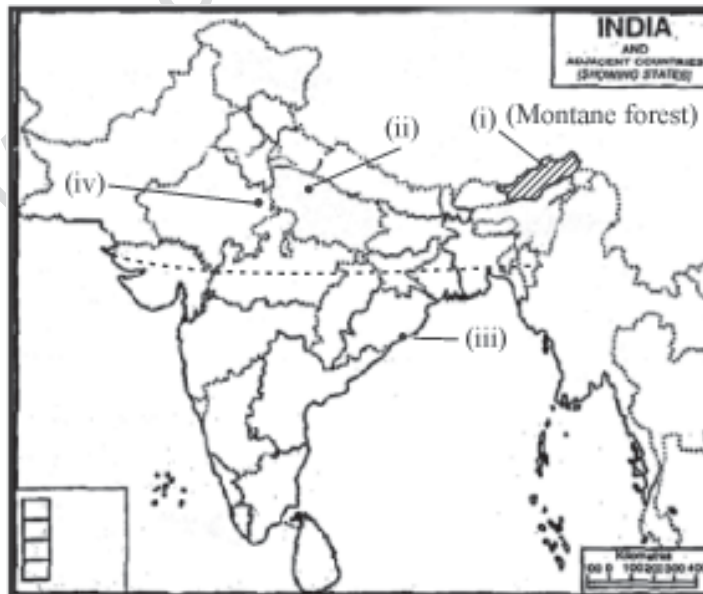 INDIA
AND
ADJACENT COUNTRIES
(SHOWING STATES)
(i) (Montane forest)
(ii)
(iv)
(iii)
Kilometres